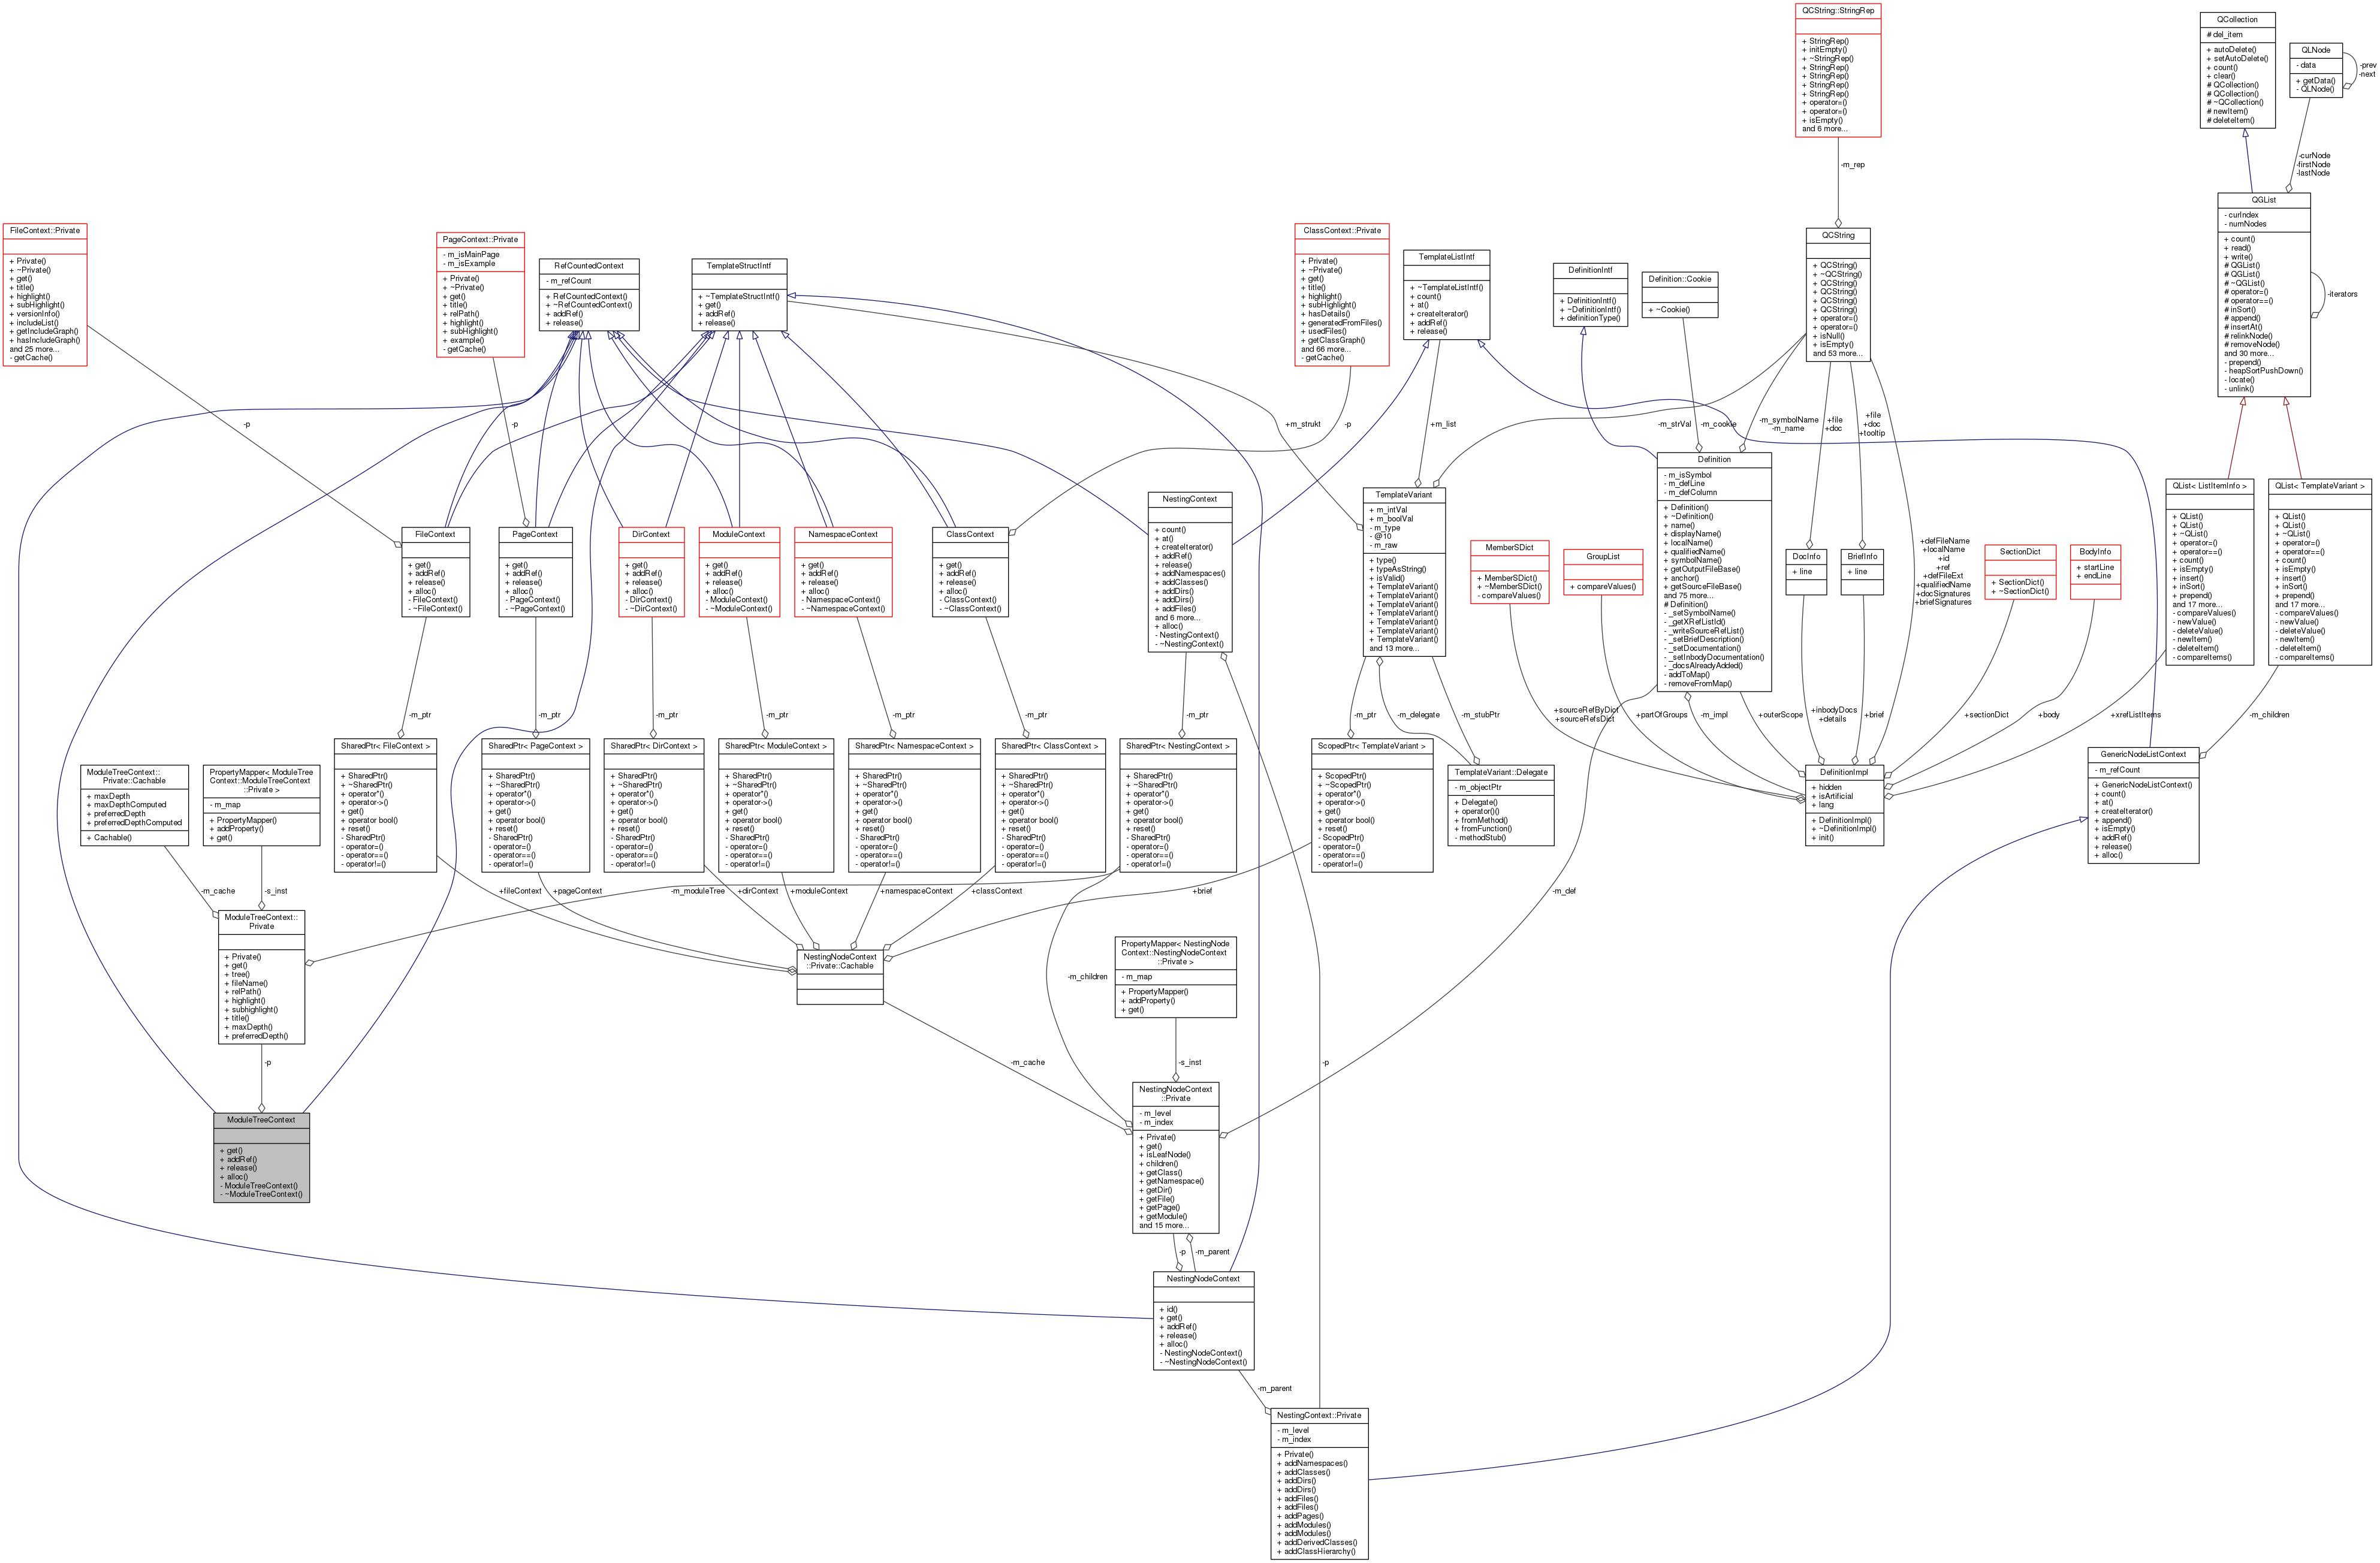 QCString::StringRep
+ StringRep()
+ initEmpty()
+ ~StringRep()
+ StringRep()
+ StringRep()
+ StringRep()
+ StringRep()
+ operator=()
+ operator=()
+ isEmpty()
and 6 more...
QCollection
# del_item
+ autoDelete()
+ setAutoDelete()
+ count()
+ clear()
# QCollection()
# QCollection()
# ~QCollection()
# newItem()
# deleteItem()
QLNode
- data
+ getData()
- QLNode()
-prev
-next
-m_rep
-curNode
-firstNode
-lastNode
FileContext::Private
+ Private()
+ ~Private()
+ get()
+ title()
+ highlight()
+ subHighlight()
+ versionInfo()
+ includeList()
+ getIncludeGraph()
+ hasIncludeGraph()
and 25 more...
- getCache()
PageContext::Private
- m_isMainPage
- m_isExample
+ Private()
+ ~Private()
+ get()
+ title()
+ relPath()
+ highlight()
+ subHighlight()
+ example()
- getCache()
RefCountedContext
- m_refCount
+ RefCountedContext()
+ ~RefCountedContext()
+ addRef()
+ release()
TemplateStructIntf
+ ~TemplateStructIntf()
+ get()
+ addRef()
+ release()
ClassContext::Private
+ Private()
+ ~Private()
+ get()
+ title()
+ highlight()
+ subHighlight()
+ hasDetails()
+ generatedFromFiles()
+ usedFiles()
+ getClassGraph()
and 66 more...
- getCache()
TemplateListIntf
+ ~TemplateListIntf()
+ count()
+ at()
+ createIterator()
+ addRef()
+ release()
DefinitionIntf
+ DefinitionIntf()
+ ~DefinitionIntf()
+ definitionType()
Definition::Cookie
+ ~Cookie()
QCString
+ QCString()
+ ~QCString()
+ QCString()
+ QCString()
+ QCString()
+ QCString()
+ operator=()
+ operator=()
+ isNull()
+ isEmpty()
and 53 more...
QGList
- curIndex
- numNodes
+ count()
+ read()
+ write()
# QGList()
# QGList()
# ~QGList()
# operator=()
# operator==()
# inSort()
# append()
# insertAt()
# relinkNode()
# removeNode()
and 30 more...
- prepend()
- heapSortPushDown()
- locate()
- unlink()
-iterators
-p
-p
+m_strukt
-p
+m_list
-m_strVal
-m_cookie
-m_symbolName
-m_name
+file
+doc
+file
+doc
+tooltip
FileContext
+ get()
+ addRef()
+ release()
+ alloc()
- FileContext()
- ~FileContext()
PageContext
+ get()
+ addRef()
+ release()
+ alloc()
- PageContext()
- ~PageContext()
DirContext
+ get()
+ addRef()
+ release()
+ alloc()
- DirContext()
- ~DirContext()
ModuleContext
+ get()
+ addRef()
+ release()
+ alloc()
- ModuleContext()
- ~ModuleContext()
NamespaceContext
+ get()
+ addRef()
+ release()
+ alloc()
- NamespaceContext()
- ~NamespaceContext()
ClassContext
+ get()
+ addRef()
+ release()
+ alloc()
- ClassContext()
- ~ClassContext()
NestingContext
+ count()
+ at()
+ createIterator()
+ addRef()
+ release()
+ addNamespaces()
+ addClasses()
+ addDirs()
+ addDirs()
+ addFiles()
and 6 more...
+ alloc()
- NestingContext()
- ~NestingContext()
TemplateVariant
+ m_intVal
+ m_boolVal
- m_type
- @10
- m_raw
+ type()
+ typeAsString()
+ isValid()
+ TemplateVariant()
+ TemplateVariant()
+ TemplateVariant()
+ TemplateVariant()
+ TemplateVariant()
+ TemplateVariant()
+ TemplateVariant()
and 13 more...
MemberSDict
+ MemberSDict()
+ ~MemberSDict()
- compareValues()
GroupList
+ compareValues()
Definition
- m_isSymbol
- m_defLine
- m_defColumn
+ Definition()
+ ~Definition()
+ name()
+ displayName()
+ localName()
+ qualifiedName()
+ symbolName()
+ getOutputFileBase()
+ anchor()
+ getSourceFileBase()
and 75 more...
# Definition()
- _setSymbolName()
- _getXRefListId()
- _writeSourceRefList()
- _setBriefDescription()
- _setDocumentation()
- _setInbodyDocumentation()
- _docsAlreadyAdded()
- addToMap()
- removeFromMap()
DocInfo
+ line
BriefInfo
+ line
+defFileName
+localName
+id
+ref
+defFileExt
+qualifiedName
+docSignatures
+briefSignatures
SectionDict
+ SectionDict()
+ ~SectionDict()
BodyInfo
+ startLine
+ endLine
QList< ListItemInfo >
+ QList()
+ QList()
+ ~QList()
+ operator=()
+ operator==()
+ count()
+ isEmpty()
+ insert()
+ inSort()
+ prepend()
and 17 more...
- compareValues()
- newValue()
- deleteValue()
- newItem()
- deleteItem()
- compareItems()
QList< TemplateVariant >
+ QList()
+ QList()
+ ~QList()
+ operator=()
+ operator==()
+ count()
+ isEmpty()
+ insert()
+ inSort()
+ prepend()
and 17 more...
- compareValues()
- newValue()
- deleteValue()
- newItem()
- deleteItem()
- compareItems()
-m_ptr
-m_ptr
-m_ptr
-m_ptr
-m_ptr
-m_ptr
-m_ptr
-m_ptr
-m_delegate
-m_stubPtr
+sourceRefByDict
+sourceRefsDict
+partOfGroups
-m_impl
+outerScope
+inbodyDocs
+details
+brief
+sectionDict
+body
+xrefListItems
-m_children
ModuleTreeContext::
Private::Cachable
+ maxDepth
+ maxDepthComputed
+ preferredDepth
+ preferredDepthComputed
+ Cachable()
PropertyMapper< ModuleTree
Context::ModuleTreeContext
::Private >
- m_map
+ PropertyMapper()
+ addProperty()
+ get()
SharedPtr< FileContext >
+ SharedPtr()
+ ~SharedPtr()
+ operator*()
+ operator->()
+ get()
+ operator bool()
+ reset()
- SharedPtr()
- operator=()
- operator==()
- operator!=()
SharedPtr< PageContext >
+ SharedPtr()
+ ~SharedPtr()
+ operator*()
+ operator->()
+ get()
+ operator bool()
+ reset()
- SharedPtr()
- operator=()
- operator==()
- operator!=()
SharedPtr< DirContext >
+ SharedPtr()
+ ~SharedPtr()
+ operator*()
+ operator->()
+ get()
+ operator bool()
+ reset()
- SharedPtr()
- operator=()
- operator==()
- operator!=()
SharedPtr< ModuleContext >
+ SharedPtr()
+ ~SharedPtr()
+ operator*()
+ operator->()
+ get()
+ operator bool()
+ reset()
- SharedPtr()
- operator=()
- operator==()
- operator!=()
SharedPtr< NamespaceContext >
+ SharedPtr()
+ ~SharedPtr()
+ operator*()
+ operator->()
+ get()
+ operator bool()
+ reset()
- SharedPtr()
- operator=()
- operator==()
- operator!=()
SharedPtr< ClassContext >
+ SharedPtr()
+ ~SharedPtr()
+ operator*()
+ operator->()
+ get()
+ operator bool()
+ reset()
- SharedPtr()
- operator=()
- operator==()
- operator!=()
SharedPtr< NestingContext >
+ SharedPtr()
+ ~SharedPtr()
+ operator*()
+ operator->()
+ get()
+ operator bool()
+ reset()
- SharedPtr()
- operator=()
- operator==()
- operator!=()
ScopedPtr< TemplateVariant >
+ ScopedPtr()
+ ~ScopedPtr()
+ operator*()
+ operator->()
+ get()
+ operator bool()
+ reset()
- ScopedPtr()
- operator=()
- operator==()
- operator!=()
TemplateVariant::Delegate
- m_objectPtr
+ Delegate()
+ operator()()
+ fromMethod()
+ fromFunction()
- methodStub()
DefinitionImpl
+ hidden
+ isArtificial
+ lang
+ DefinitionImpl()
+ ~DefinitionImpl()
+ init()
GenericNodeListContext
- m_refCount
+ GenericNodeListContext()
+ count()
+ at()
+ createIterator()
+ append()
+ isEmpty()
+ addRef()
+ release()
+ alloc()
-m_cache
-s_inst
+fileContext
+pageContext
-m_moduleTree
+dirContext
+moduleContext
+namespaceContext
+classContext
+brief
-m_def
ModuleTreeContext::
Private
+ Private()
+ get()
+ tree()
+ fileName()
+ relPath()
+ highlight()
+ subhighlight()
+ title()
+ maxDepth()
+ preferredDepth()
NestingNodeContext
::Private::Cachable
-m_children
PropertyMapper< NestingNode
Context::NestingNodeContext
::Private >
- m_map
+ PropertyMapper()
+ addProperty()
+ get()
-p
-m_cache
-s_inst
-p
ModuleTreeContext
+ get()
+ addRef()
+ release()
+ alloc()
- ModuleTreeContext()
- ~ModuleTreeContext()
NestingNodeContext
::Private
- m_level
- m_index
+ Private()
+ get()
+ isLeafNode()
+ children()
+ getClass()
+ getNamespace()
+ getDir()
+ getFile()
+ getPage()
+ getModule()
and 15 more...
-p
-m_parent
NestingNodeContext
+ id()
+ get()
+ addRef()
+ release()
+ alloc()
- NestingNodeContext()
- ~NestingNodeContext()
-m_parent
NestingContext::Private
- m_level
- m_index
+ Private()
+ addNamespaces()
+ addClasses()
+ addDirs()
+ addDirs()
+ addFiles()
+ addFiles()
+ addPages()
+ addModules()
+ addModules()
+ addDerivedClasses()
+ addClassHierarchy()